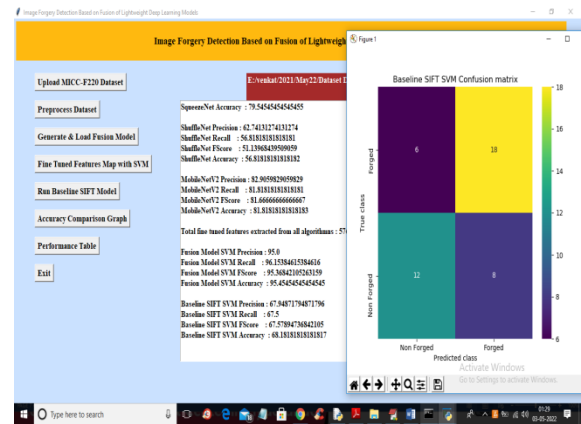 Image Forgery Detection Based on Fusion of Lightweight Deep Learning Models
Image Forgery Detection Based on Fusion of Lightweigh
Upload MICC-F220 Dataset
Preprocess Dataset
Generate & Load Fusion Model
Fine Tuned Features Map with SVM
Run Baseline SIFT Model
Accuracy Comparison Graph
Performance Table
Exit
E:/venkat/2021/May22/Dataset D
SqueezeNet Accuracy : 79.54545454545455
ShuffleNet Precision : 62.74131274131274
ShuffleNet Recall : 56.81818181818181
ShuffleNet FScore : 51.13968439509059
ShuffleNet Accuracy : 56.81818181818182
MobileNetV2 Precision : 82.9059829059829
MobileNetV2 Recall : 81.81818181818181
MobileNetV2 FScore : 81.66666666666667
MobileNetV2 Accuracy : 81.81818181818183
Total fine tuned features extracted from all algorithmas : 576
Fusion Model SVM Precision : 95.0
Fusion Model SVM Recall : 96.15384615384616
Fusion Model SVM FScore : 95.36842105263159
Fusion Model SVM Accuracy : 95.45454545454545
Baseline SIFT SVM Precision : 67.94871794871796
Baseline SIFT SVM Recall : 67.5
Baseline SIFT SVM FScore : 67.57894736842105
Baseline SIFT SVM Accuracy : 68.18181818181817
Figure 1
Baseline SIFT SVM Confusion matrix
Forged
Non Forged
True class
6
18
12
8
Non Forged
Forged
Predicted class
18
16
14
12
10
8
6
Activate Windows
Go to Settings to activate Windows.
Type here to search
01:29
03-05-2022